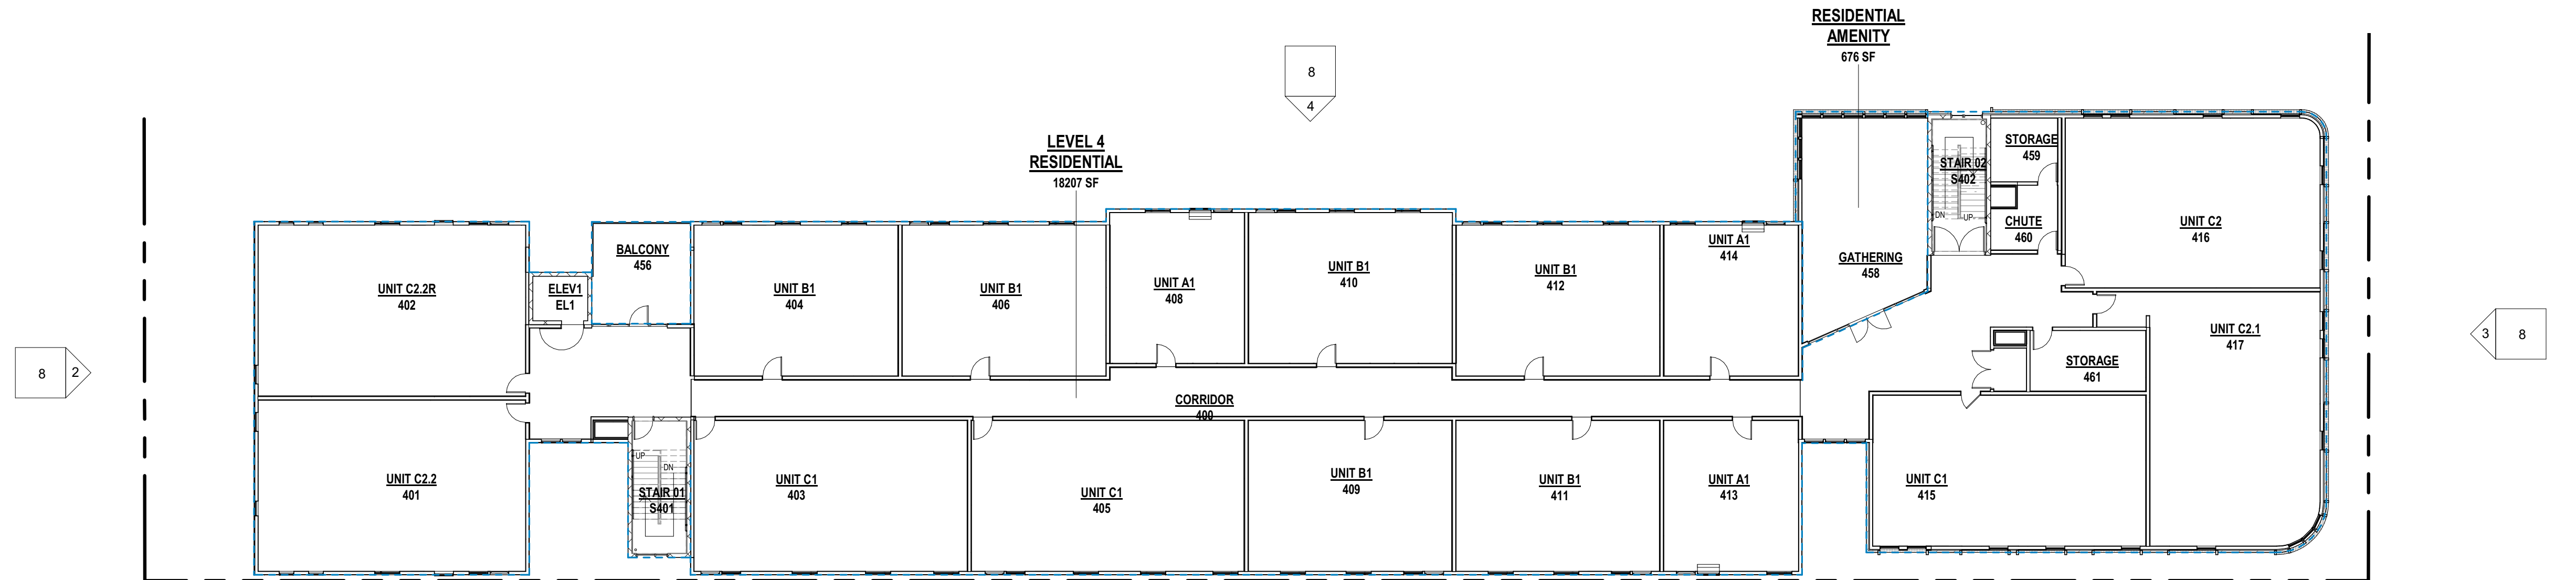 RESIDENTIAL
AMENITY
676 SF
8
4
LEVEL 4
RESIDENTIAL
18207 SF
STORAGE
459
STAIR 02
S402
DN
UP
CHUTE
460
UNIT C2
416
BALCONY
456
UNIT A1
414
GATHERING
458
UNIT C2.2R
402
ELEV1
EL1
UNIT B1
404
UNIT B1
406
UNIT A1
408
UNIT B1
410
UNIT B1
412
UNIT C2.1
417
3
8
8
2
STORAGE
461
CORRIDOR
400
UP
DN
STAIR 01
S401
UNIT C2.2
401
UNIT C1
403
UNIT C1
405
UNIT B1
409
UNIT B1
411
UNIT A1
413
UNIT C1
415